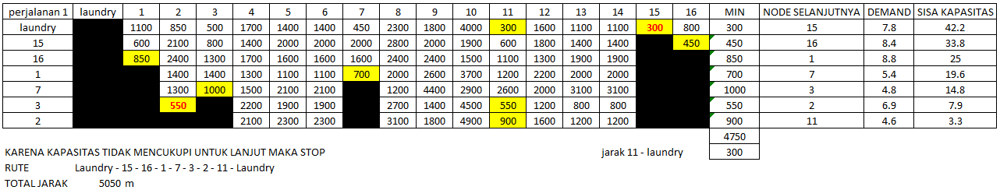 perjalanan 1 laundry 1 2 3 4 5 6 7 8 9 10 11 12 13 14 15 16 MIN NODE SELANJUTNYA DEMAND SISA KAPASITAS
laundry 1100 850 500 1700 1400 1400 450 2300 1800 4000 300 1600 1100 1100 300 800 300 15 7.8 42.2
15 600 2100 800 1400 2000 2000 2000 2000 2000 1900 600 1800 1400 1400 450 450 16 8.4 33.8
16 850 2400 1300 1700 1600 1600 1600 2400 2400 1500 1100 1300 1900 1900 850 1 8.8 25
1 1400 1400 1300 1100 1100 700 2000 2600 3700 1200 2200 2000 2000 700 7 5.4 19.6
7 1300 1000 1500 2100 2100 1200 4400 2900 2600 2000 3100 3100 1000 3 4.8 14.8
3 550 2200 1900 1900 2700 1400 4500 550 1200 800 800 550 2 6.9 7.9
2 2100 2300 2300 3100 1800 4900 900 1600 1200 1200 900 11 4.6 3.3
4750
KARENA KAPASITAS TIDAK MENCUKUPI UNTUK LANJUT MAKA STOP jarak 11 - laundry 300
RUTE Laundry - 15 - 16 - 1 - 7 - 3 - 2 - 11 - Laundry
TOTAL JARAK 5050 m